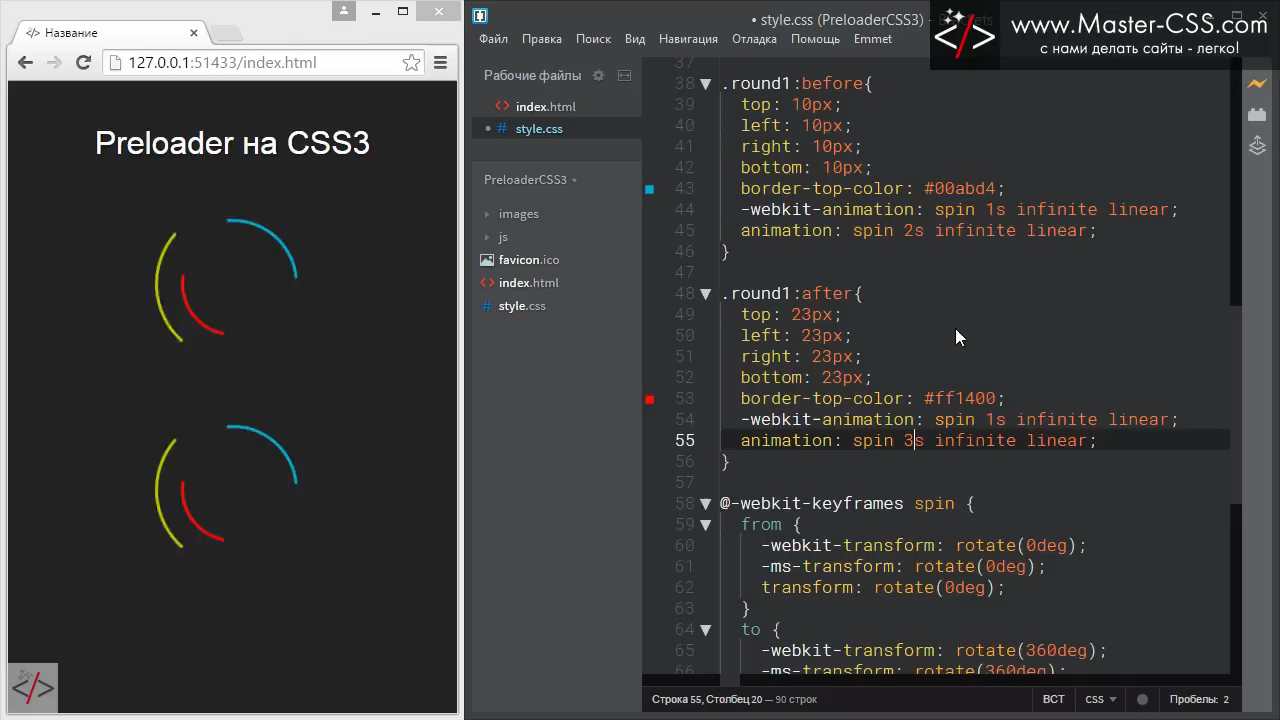 Название
127.0.0.1:51433/index.html
Preloader на CSS3
style.css (PreloaderCSS3) -
www.Master-CSS.com
с нами делать сайты - легко!
Файл Правка Поиск Вид Навигация Отладка Помощь Emmet
Рабочие файлы
index.html
style.css
PreloaderCSS3
images
js
favicon.ico
index.html
style.css
37
38 .round1:before{
39 top: 10px;
40 left: 10px;
41 right: 10px;
42 bottom: 10px;
43 border-top-color: #00abd4;
44 -webkit-animation: spin 1s infinite linear;
45 animation: spin 2s infinite linear;
46 }
47
48 .round1:after{
49 top: 23px;
50 left: 23px;
51 right: 23px;
52 bottom: 23px;
53 border-top-color: #ff1400;
54 -webkit-animation: spin 1s infinite linear;
55 animation: spin 3s infinite linear;
56 }
57
58 @-webkit-keyframes spin {
59 from {
60 -webkit-transform: rotate(0deg);
61 -ms-transform: rotate(0deg);
62 transform: rotate(0deg);
63 }
64 to {
65 -webkit-transform: rotate(360deg);
66 -ms-transform: rotate(360deg);
Строка 55, Столбец 20 — 90 строк
ВСТ CSS Пробелы: 2